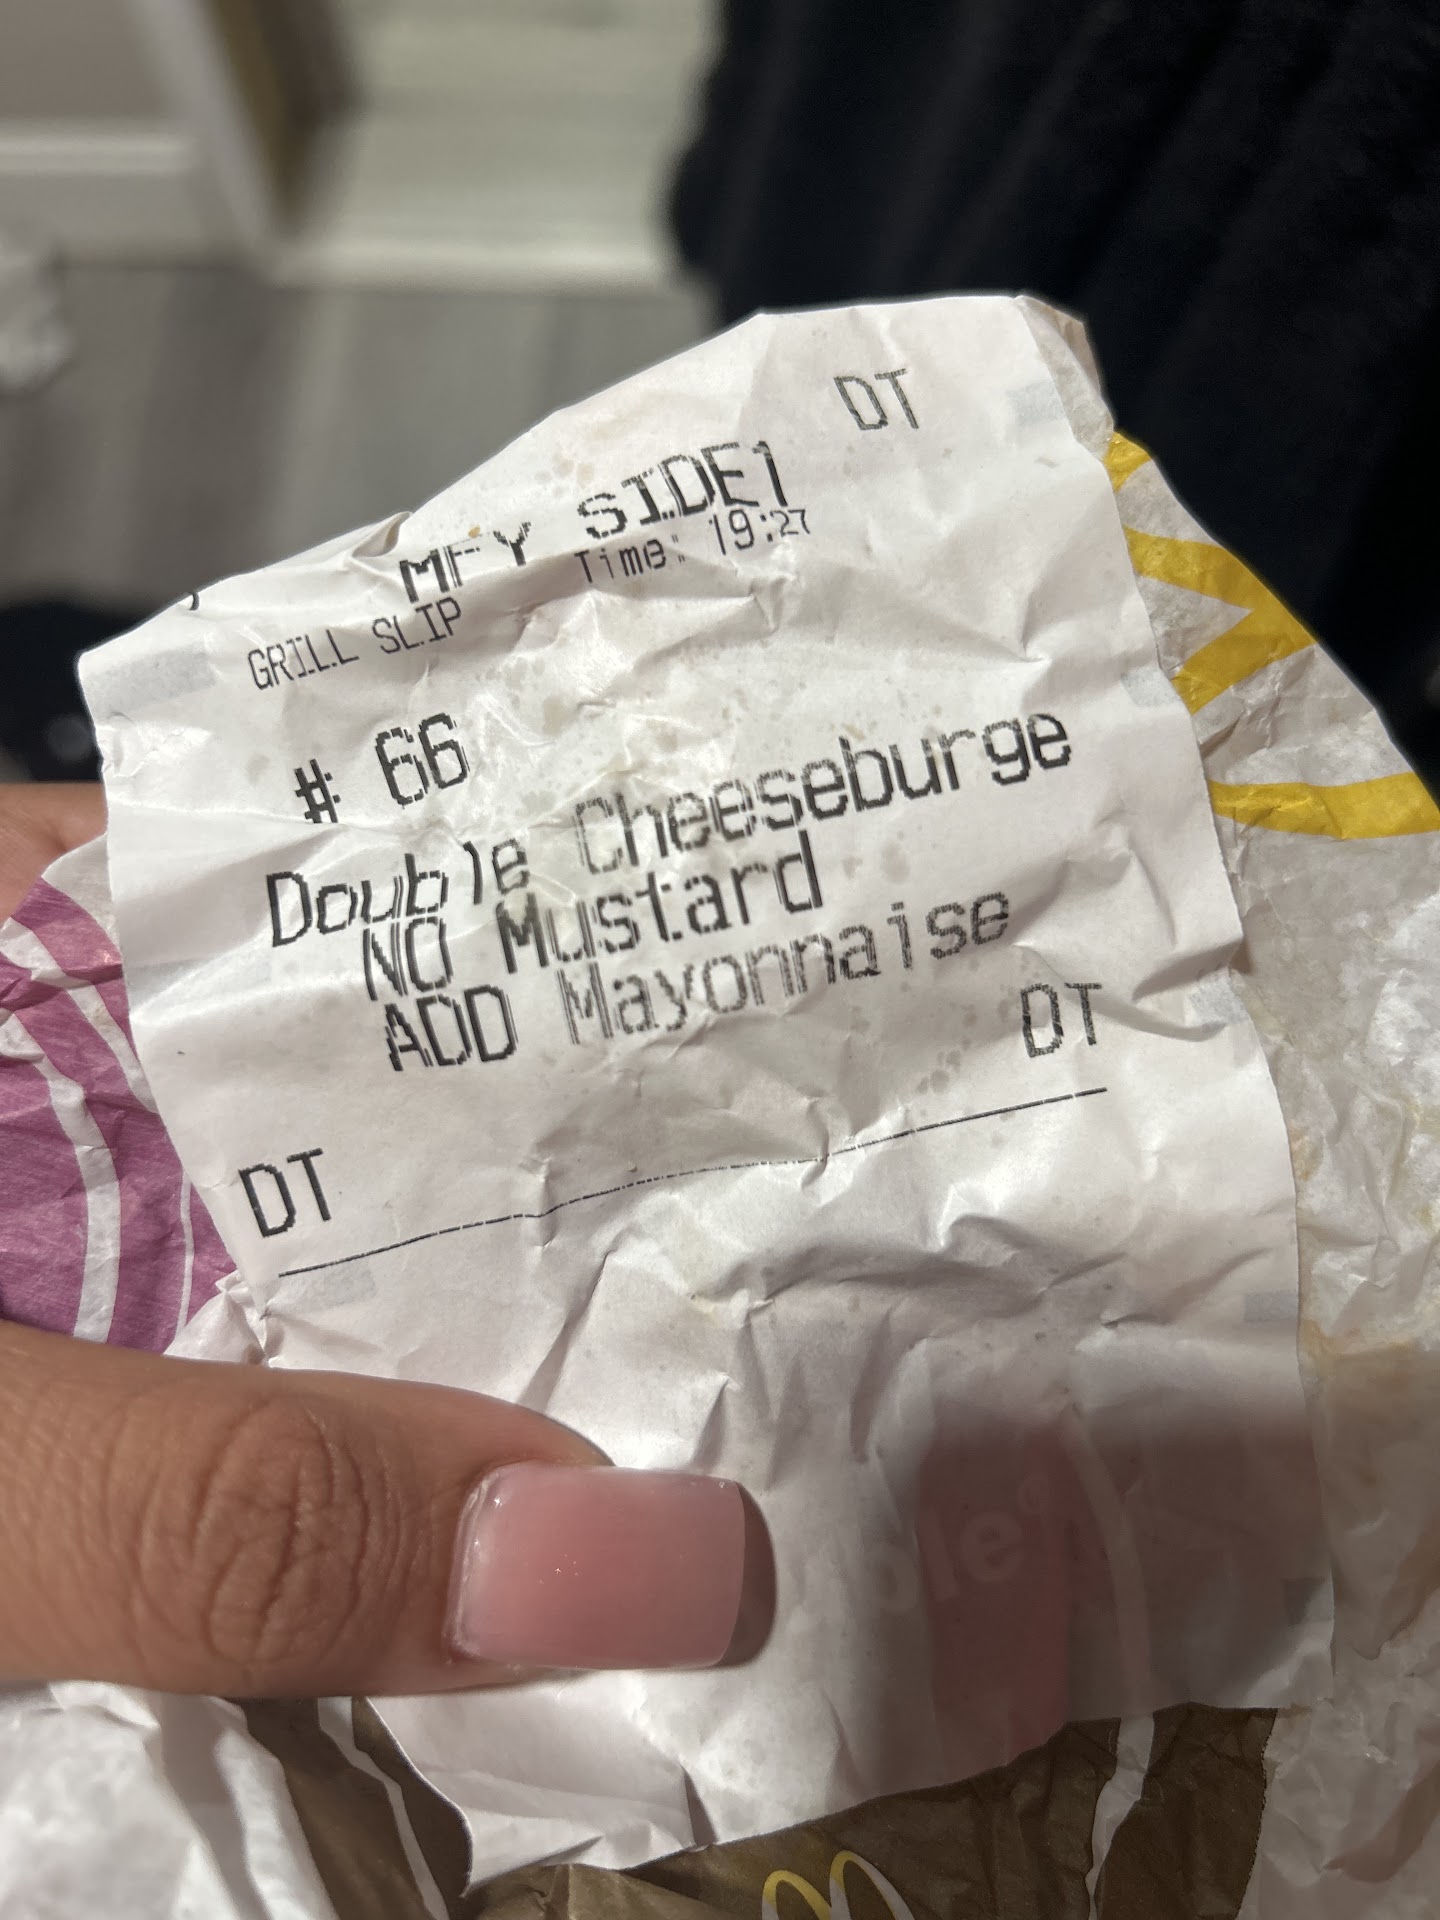 DT
MFY SIDE1
Time: 19:27
GRILL SLIP
# 66
Double Cheeseburge
NO Mustard
ADD Mayonnaise
DT
DT